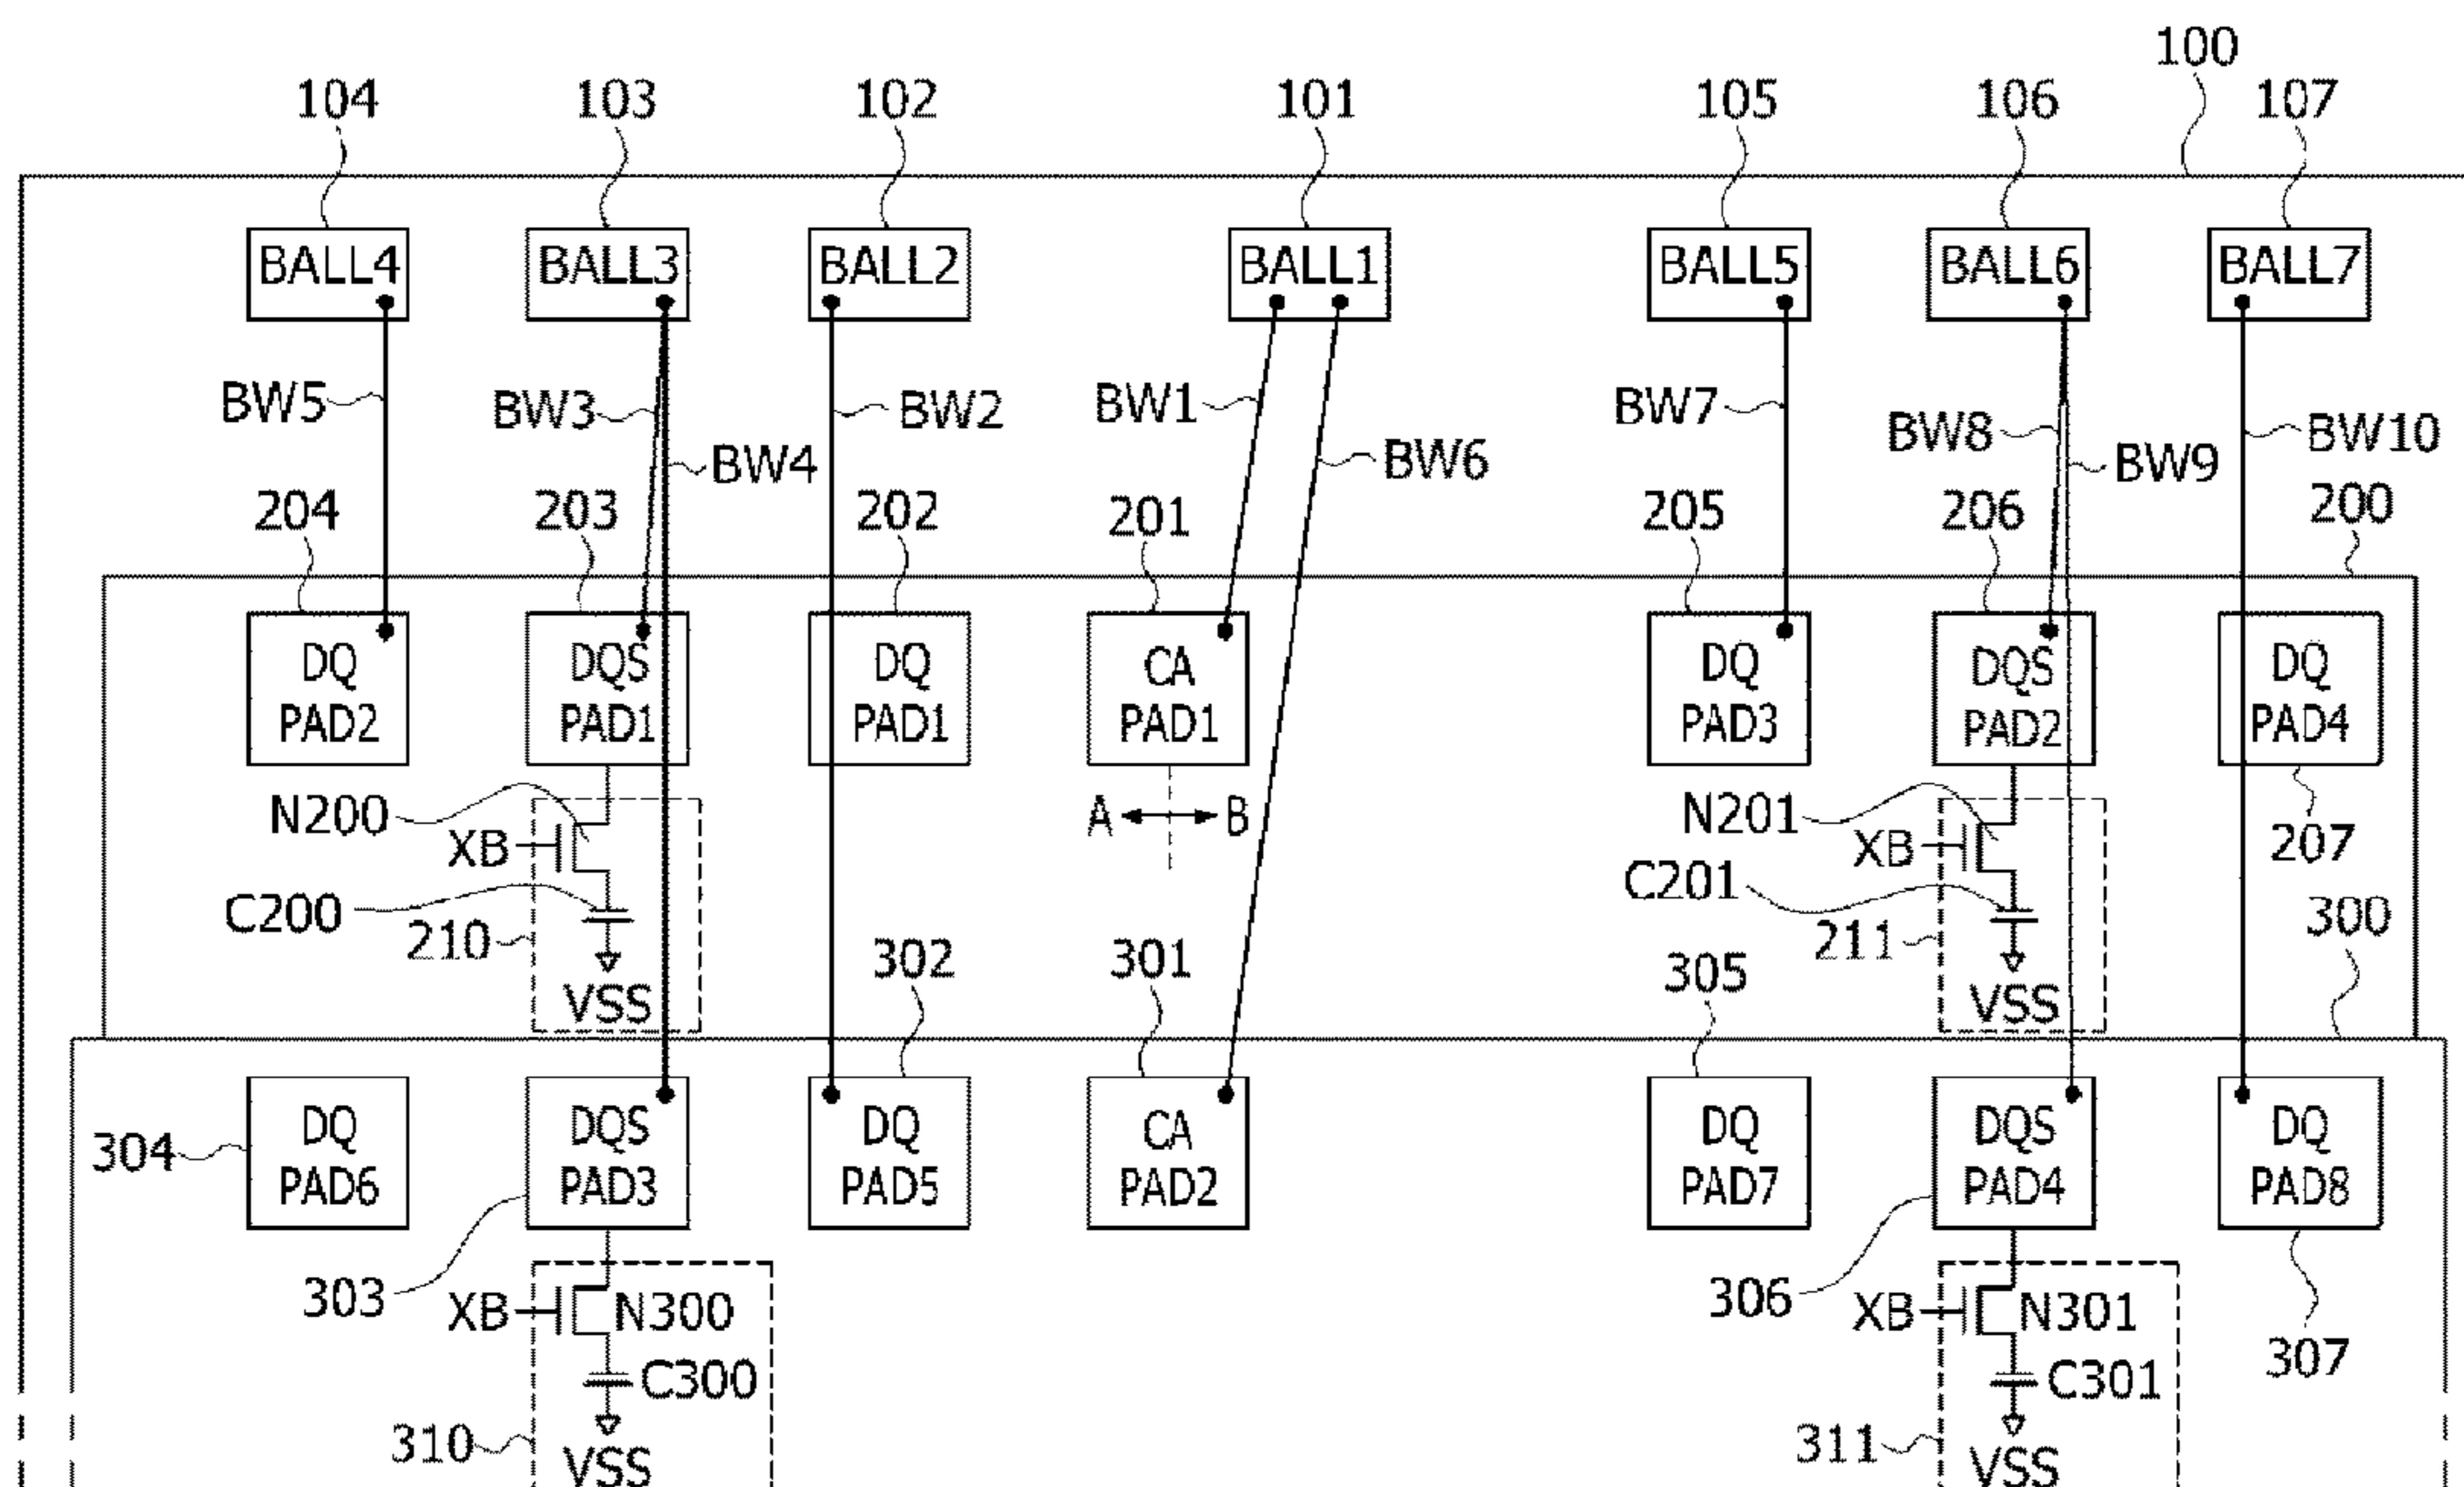 100
104 103 102 101 105 106 107
BALL4 BALL3 BALL2 BALL1 BALL5 BALL6 BALL7
BW5 BW3 BW2 BW1 BW7 BW8 BW10
BW4 BW6 BW9
204 203 202 201 205 206 200
DQ DQS DQ CA DQ DQS DQ
PAD2 PAD1 PAD1 PAD1 PAD3 PAD2 PAD4
N200 A B N201
XB XB 207
C200 C201
210 211 300
302 301 305
VSS VSS
DQ DQS DQ CA DQ DQS DQ
304
PAD6 PAD3 PAD5 PAD2 PAD7 PAD4 PAD8
303 306
XB N300 XB N301
307
C300 C301
310 311
VSS VSS